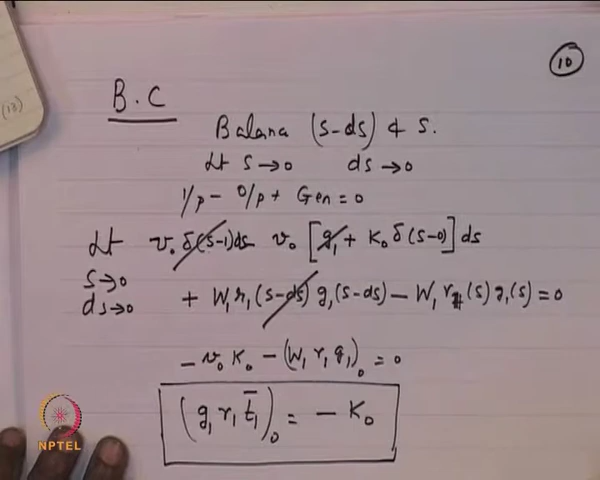 (13)
10
B.C
Balana (s-ds) & s.
Lt s→0 ds→0
I/p - O/p + Gen = 0
Lt v₀ δ(s-1)ds - v₀ [g₁ + K₀ δ(s-0)] ds
s→0
ds→0
+ W₁ r₁ (s-ds) g₁ (s-ds) - W₁ r₁ (s) g₁ (s) = 0
- v₀ K₀ - (W₁ r₁ g₁)₀ = 0
(g₁ r₁ t̄₁)₀ = - K₀
NPTEL